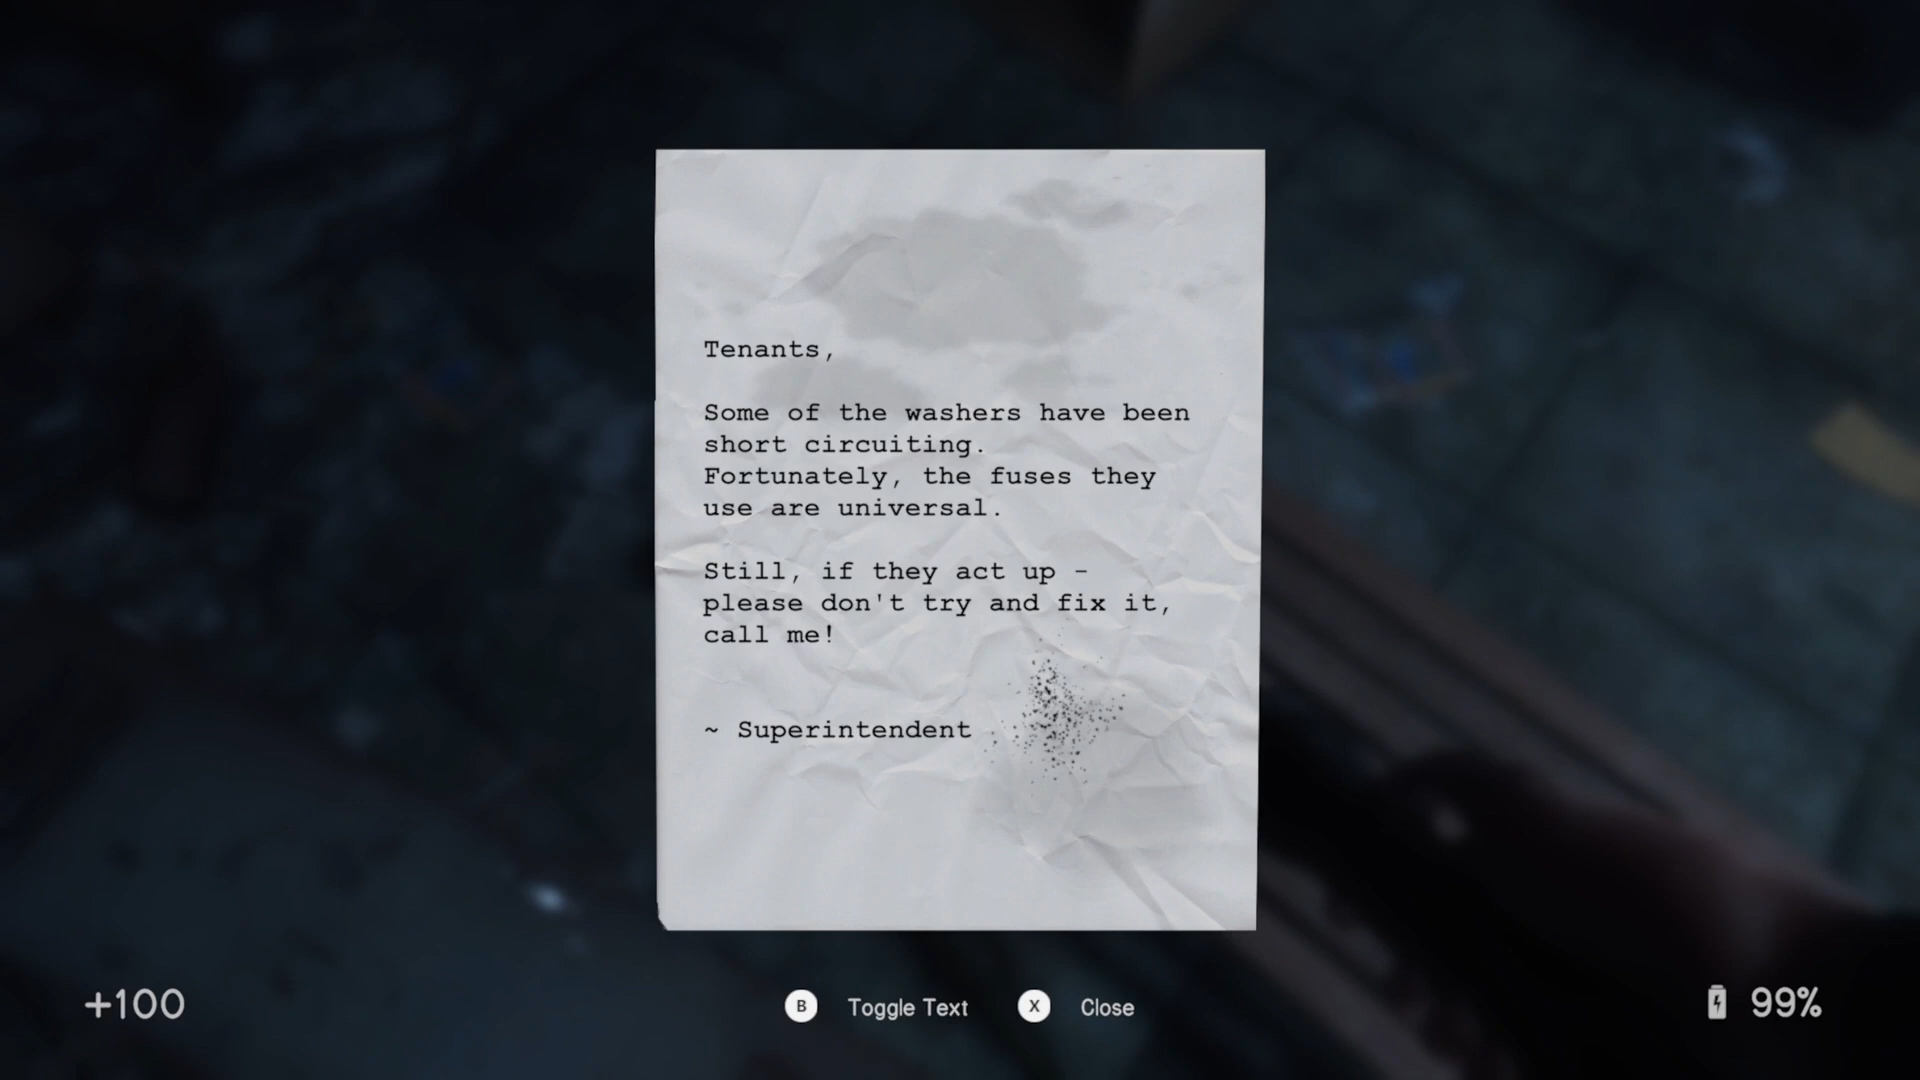 Tenants,
Some of the washers have been
short circuiting.
Fortunately, the fuses they
use are universal.
Still, if they act up -
please don't try and fix it,
call me!
~ Superintendent
+100
B Toggle Text X Close
99%